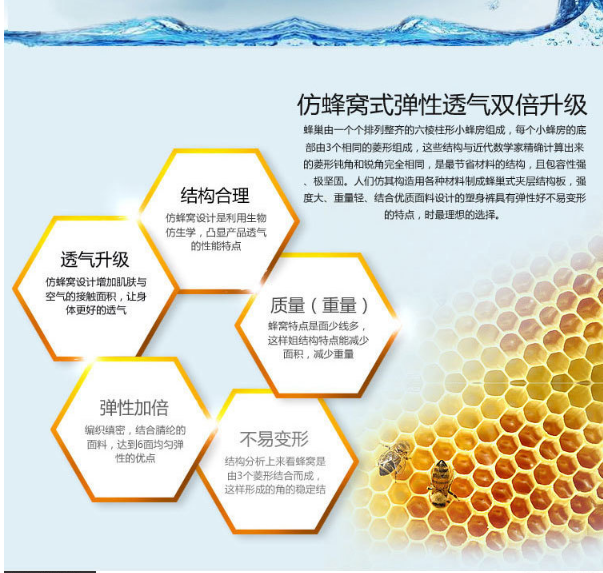 仿蜂窝式弹性透气双倍升级
蜂巢由一个个排列整齐的六棱柱形小蜂房组成，每个小蜂房的底
部由3个相同的菱形组成，这些结构与近代数学家精确计算出来
的菱形钝角和锐角完全相同，是最节省材料的结构，且包容性强
、极坚固。人们仿其构造用各种材料制成蜂巢式夹层结构板，强
度大、重量轻、结合优质面料设计的塑身裤具有弹性好不易变形
的特点，时最理想的选择。
结构合理
仿蜂窝设计是利用生物
仿生学，凸显产品透气
的性能特点
透气升级
仿蜂窝设计增加肌肤与
空气的接触面积，让身
体更好的透气
质量（重量）
蜂窝特点是面少线多，
这样姐结构特点能减少
面积，减少重量
弹性加倍
编织缜密，结合腈纶的
面料，达到6面均匀弹
性的优点
不易变形
结构分析上来看蜂窝是
由3个菱形结合而成，
这样形成的角的稳定结